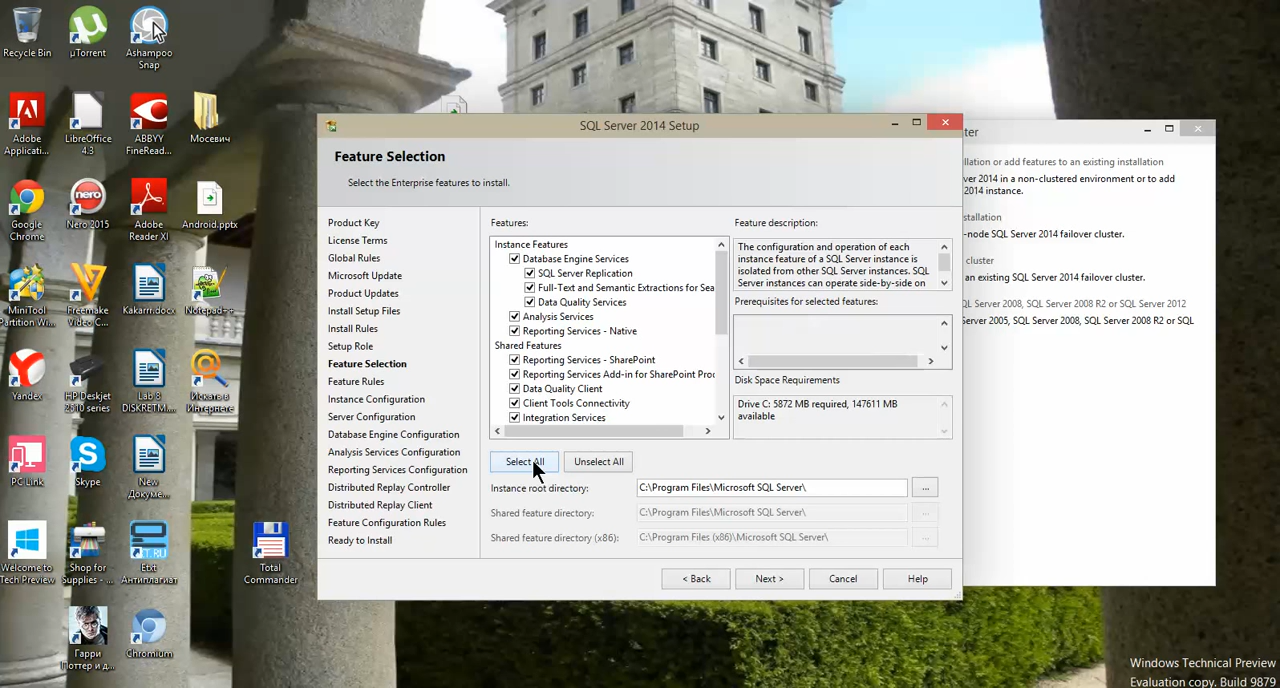 Recycle Bin
µTorrent
Ashampoo
Snap
Adobe
Applicati...
LibreOffice
4.3
ABBYY
FineRead...
Мосевич
Google
Chrome
Nero 2015
Adobe
Reader XI
Android.pptx
MiniTool
Partition Wi...
Freemake
Video C...
Kakarrr.docx
Notepad++
Yandex
HP Deskjet
2510 series
Lab 8
DISKRETM....
Искать в
Интернете
PC Link
Skype
New
Докуме...
Welcome to
Tech Preview
Shop for
Supplies - ...
Etxt
Антиплагиат
Total
Commander
Гарри
Поттер и д...
Chromium
SQL Server 2014 Setup
Feature Selection
Select the Enterprise features to install.
Product Key
License Terms
Global Rules
Microsoft Update
Product Updates
Install Setup Files
Install Rules
Setup Role
Feature Selection
Feature Rules
Instance Configuration
Server Configuration
Database Engine Configuration
Analysis Services Configuration
Reporting Services Configuration
Distributed Replay Controller
Distributed Replay Client
Feature Configuration Rules
Ready to Install
Features:
Instance Features
Database Engine Services
SQL Server Replication
Full-Text and Semantic Extractions for Sea
Data Quality Services
Analysis Services
Reporting Services - Native
Shared Features
Reporting Services - SharePoint
Reporting Services Add-in for SharePoint Proc
Data Quality Client
Client Tools Connectivity
Integration Services
Select All
Unselect All
Feature description:
The configuration and operation of each
instance feature of a SQL Server instance is
isolated from other SQL Server instances. SQL
Server instances can operate side-by-side on
Prerequisites for selected features:
Disk Space Requirements
Drive C: 5872 MB required, 147611 MB
available
Instance root directory:
C:\Program Files\Microsoft SQL Server\
...
Shared feature directory:
C:\Program Files\Microsoft SQL Server\
...
Shared feature directory (x86):
C:\Program Files (x86)\Microsoft SQL Server\
...
< Back
Next >
Cancel
Help
ter
llation or add features to an existing installation
ver 2014 in a non-clustered environment or to add
2014 instance.
stallation
-node SQL Server 2014 failover cluster.
cluster
an existing SQL Server 2014 failover cluster.
SQL Server 2008, SQL Server 2008 R2 or SQL Server 2012
erver 2005, SQL Server 2008, SQL Server 2008 R2 or SQL
Windows Technical Preview
Evaluation copy. Build 9879